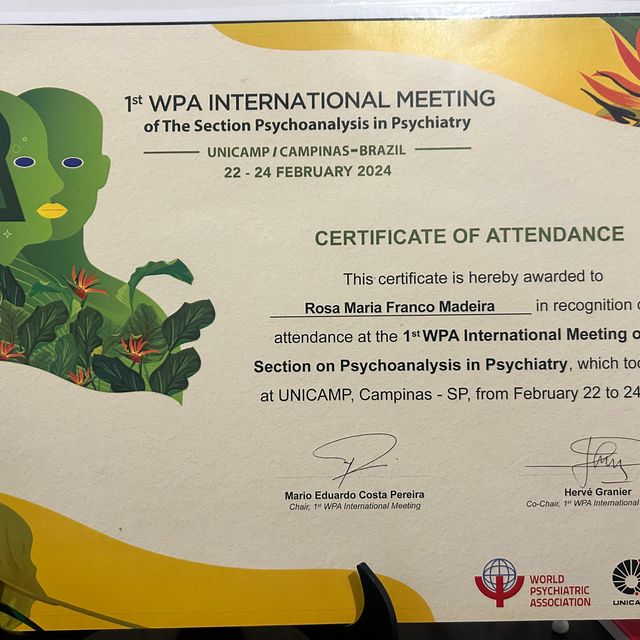 1st WPA INTERNATIONAL MEETING
of The Section Psychoanalysis in Psychiatry
UNICAMP / CAMPINAS-BRAZIL
22 - 24 FEBRUARY 2024
CERTIFICATE OF ATTENDANCE
This certificate is hereby awarded to
Rosa Maria Franco Madeira in recognition
attendance at the 1st WPA International Meeting
Section on Psychoanalysis in Psychiatry, which
at UNICAMP, Campinas - SP, from February 22 to 24
Mario Eduardo Costa Pereira
Chair, 1st WPA International Meeting
Hervé Granier
Co-Chair, 1st WPA International
WORLD
PSYCHIATRIC
ASSOCIATION